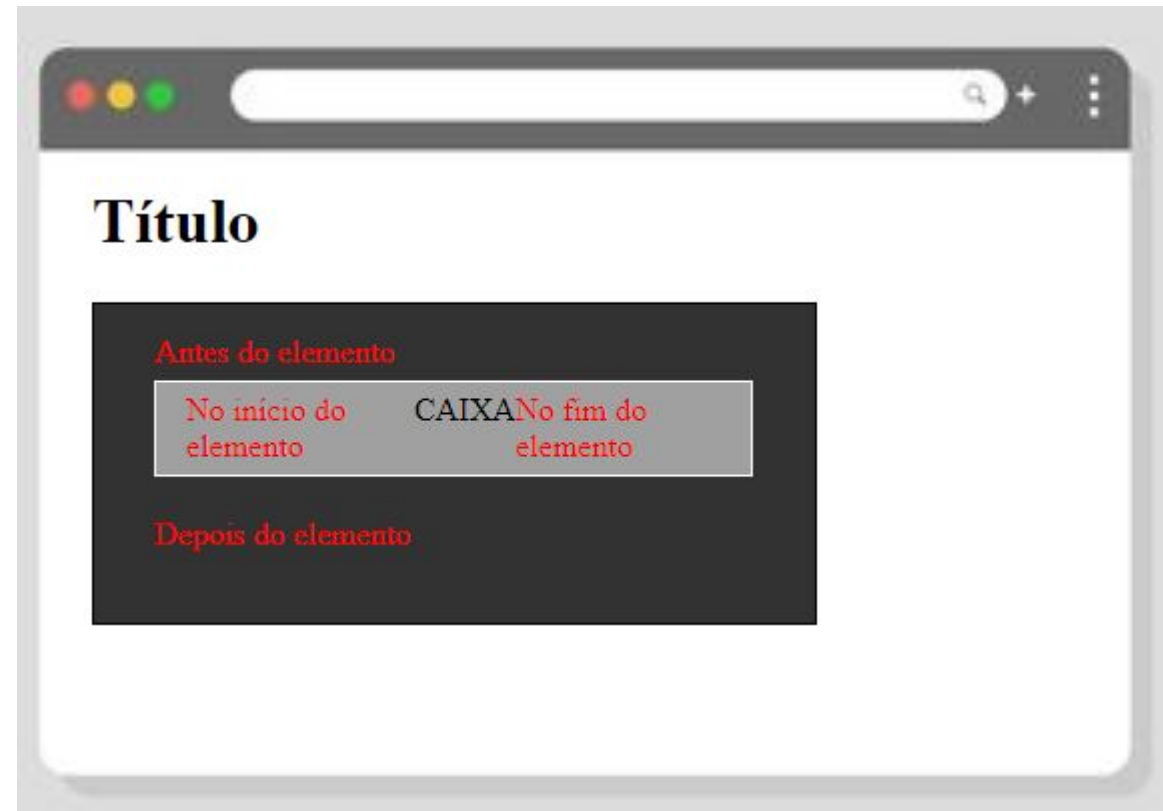 Título
Antes do elemento
No início do CAIXA No fim do
elemento elemento
Depois do elemento